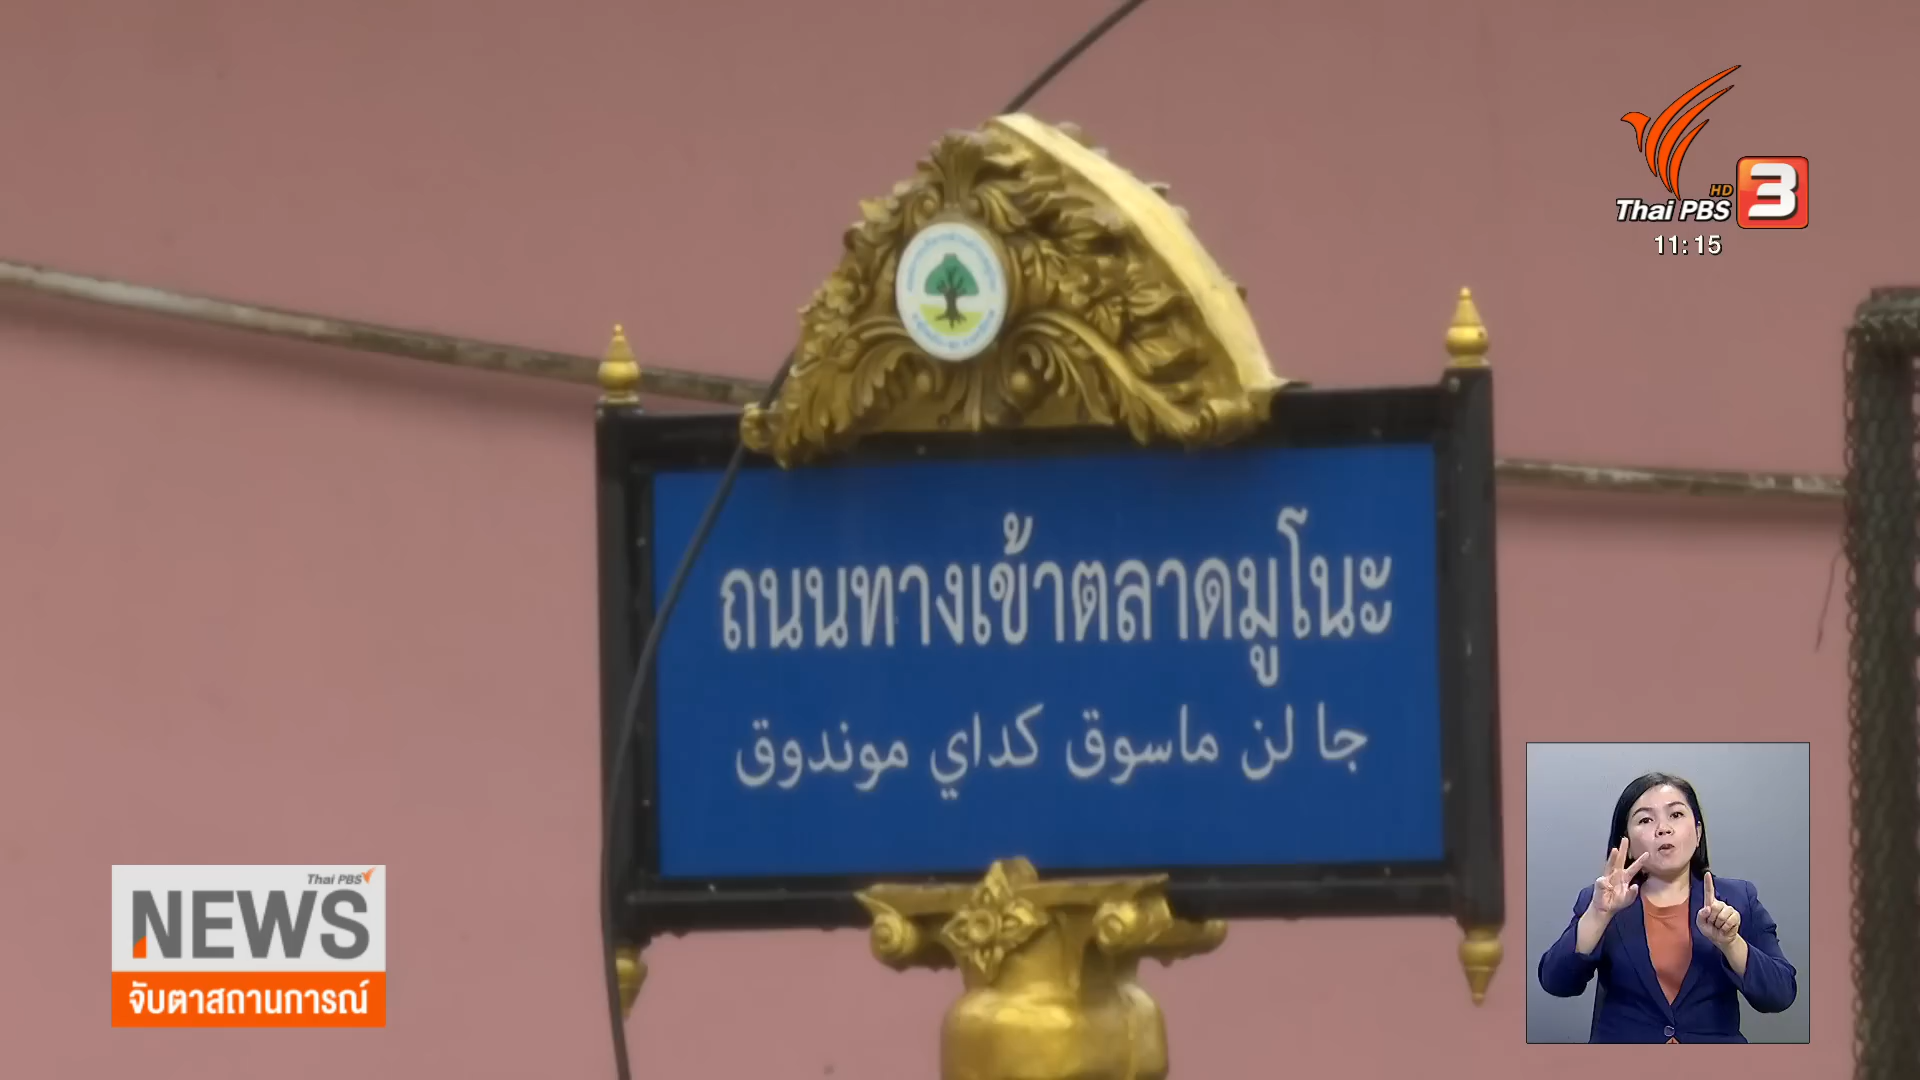 Thai PBS HD 3
11:15
ถนนทางเข้าตลาดมูโนะ
جا لن ماسوق كداي موندوق
Thai PBS
NEWS
จับตาสถานการณ์